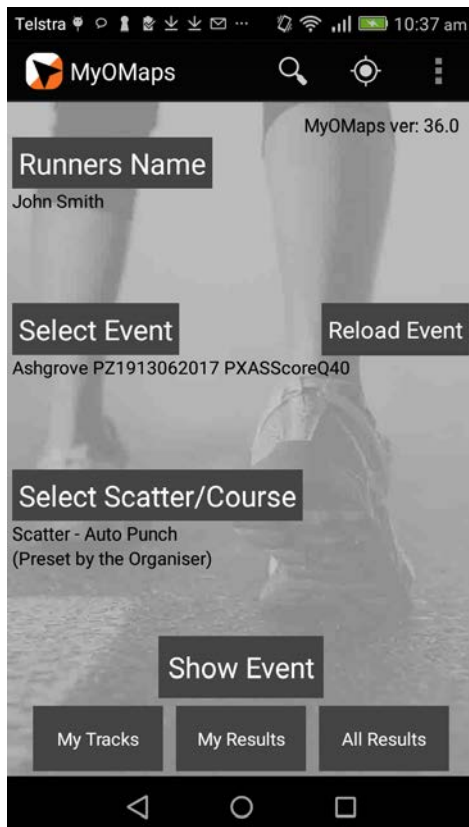 Telstra ... 10:37 am
MyOMaps
MyOMaps ver: 36.0
Runners Name
John Smith
Select Event
Reload Event
Ashgrove PZ1913062017 PXASScoreQ40
Select Scatter/Course
Scatter - Auto Punch
(Preset by the Organiser)
Show Event
My Tracks
My Results
All Results